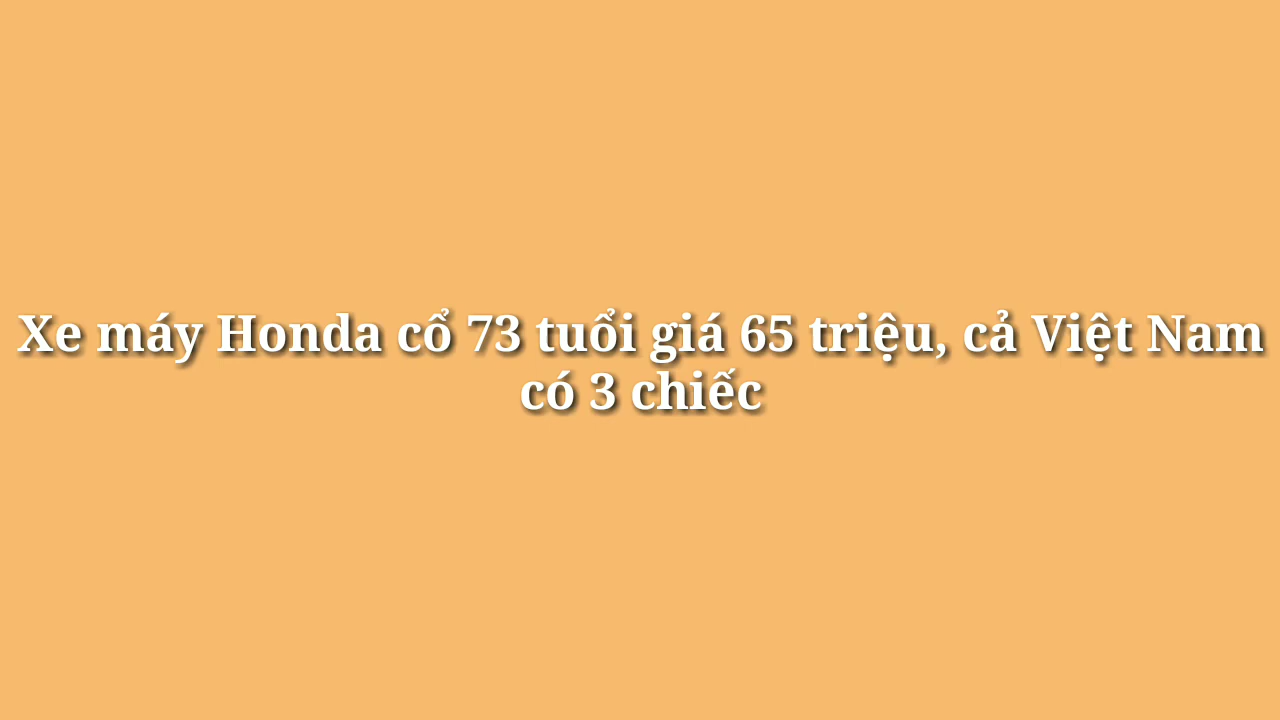 Xe máy Honda cổ 73 tuổi giá 65 triệu, cả Việt Nam
có 3 chiếc